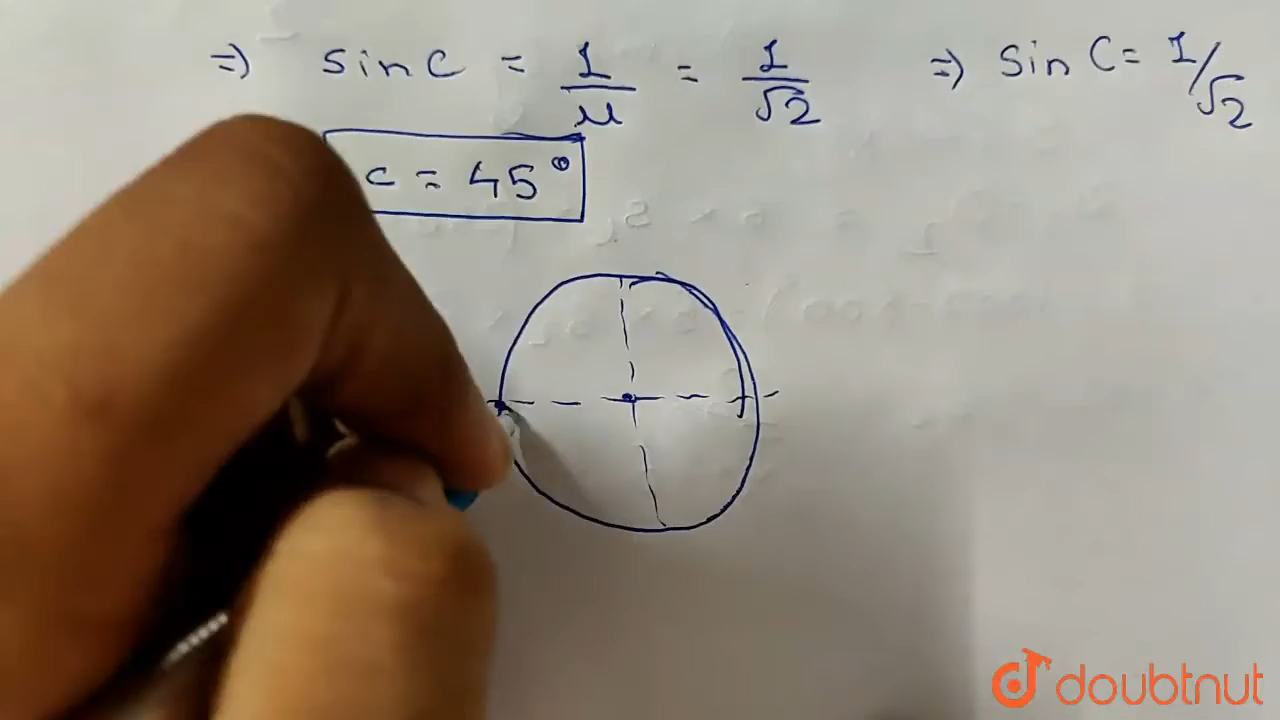 ⇒ sin C = 1/μ = 1/√2 ⇒ Sin C = 1/√2
c = 45°
doubtnut